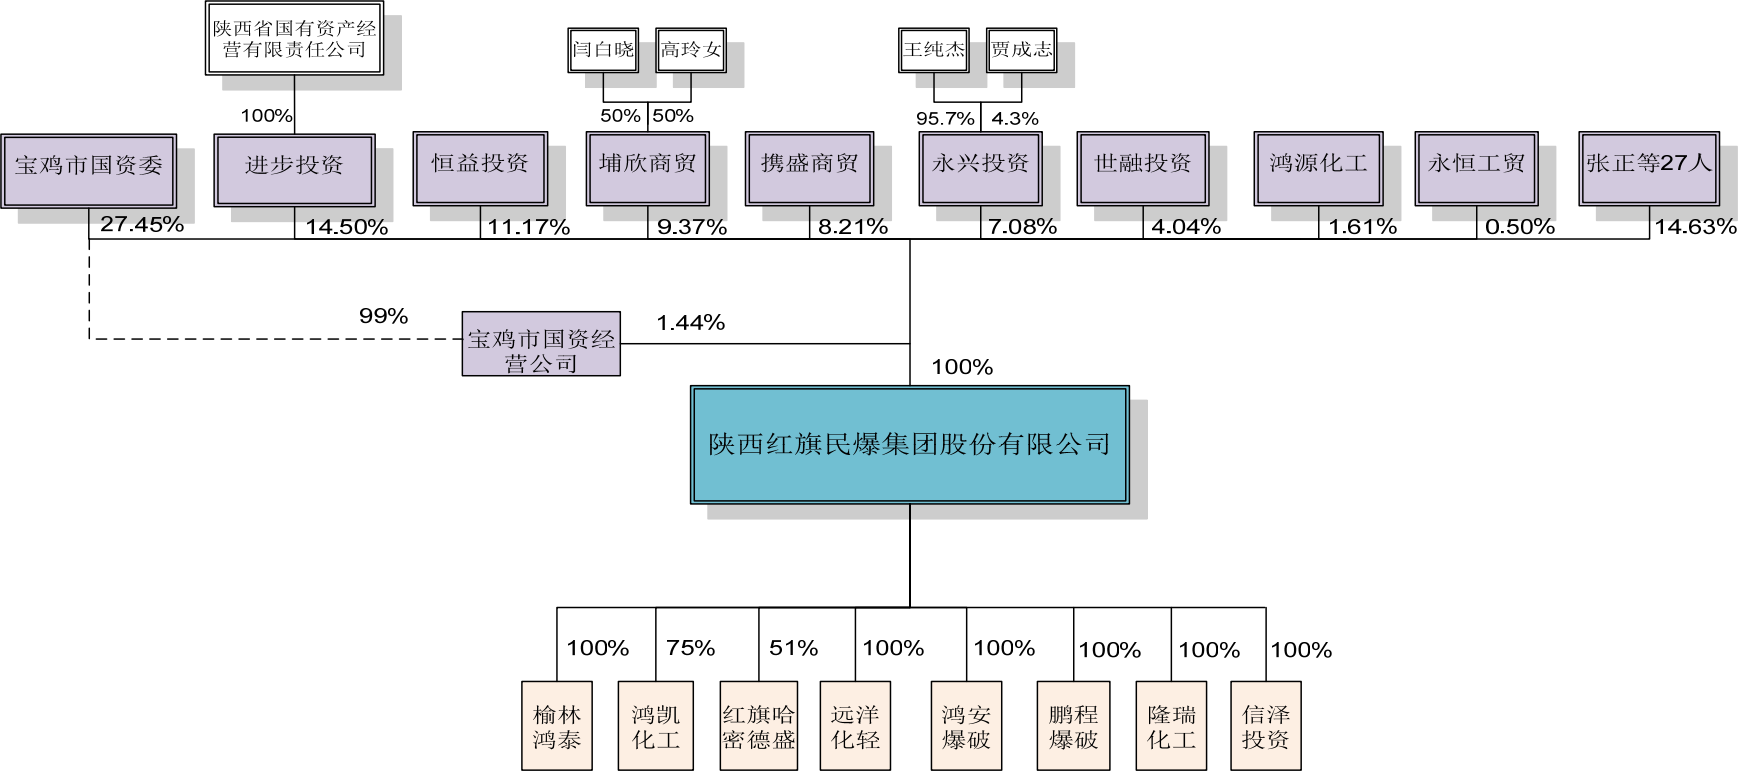 陕西省国有资产经
营有限责任公司
闫白晓
高玲女
王纯杰
贾成志
100%
50%
50%
95.7%
4.3%
宝鸡市国资委
进步投资
恒益投资
埔欣商贸
携盛商贸
永兴投资
世融投资
鸿源化工
永恒工贸
张正等27人
27.45%
14.50%
11.17%
9.37%
8.21%
7.08%
4.04%
1.61%
0.50%
14.63%
99%
宝鸡市国资经
营公司
1.44%
100%
陕西红旗民爆集团股份有限公司
100%
75%
51%
100%
100%
100%
100%
100%
榆林
鸿泰
鸿凯
化工
红旗哈
密德盛
远洋
化轻
鸿安
爆破
鹏程
爆破
隆瑞
化工
信泽
投资